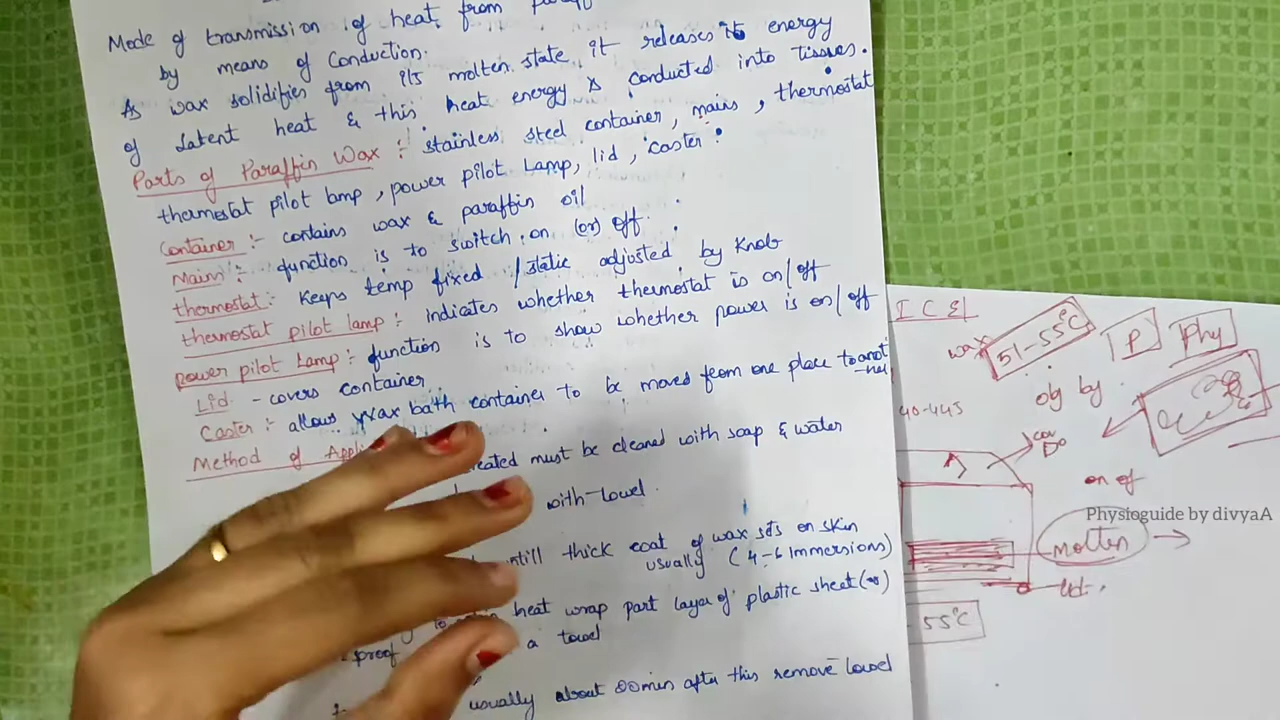 Mode of transmission of heat from
by means of Conduction.
As wax solidifies from its molten state it releases its energy
of Latent heat & this heat energy is conducted into tissues.
Parts of Paraffin Wax :- stainless steel container, mains, thermostat
thermostat pilot lamp, power pilot Lamp, lid, caster.
Container :- contains wax & paraffin oil
Main :- function is to switch on (or) off.
thermostat :- Keeps temp fixed / static adjusted by Knob
thermostat pilot lamp :- indicates whether thermostat is on/off
power pilot Lamp :- function is to show whether power is on/off
Lid - covers container
Caster :- allows wax bath container to be moved from one place to anot
-her
Method of
must be cleaned with soap & water
with towel.
thick coat of wax sets on skin
usually (4-6 Immersions)
heat wrap part layer of plastic sheet (or)
-proof a towel
usually about 20min after this remove towel
I C E
wax 51-55°C P Phy
obj by
40-445
on of
Molten →
55°C
Physioguide by divyaA